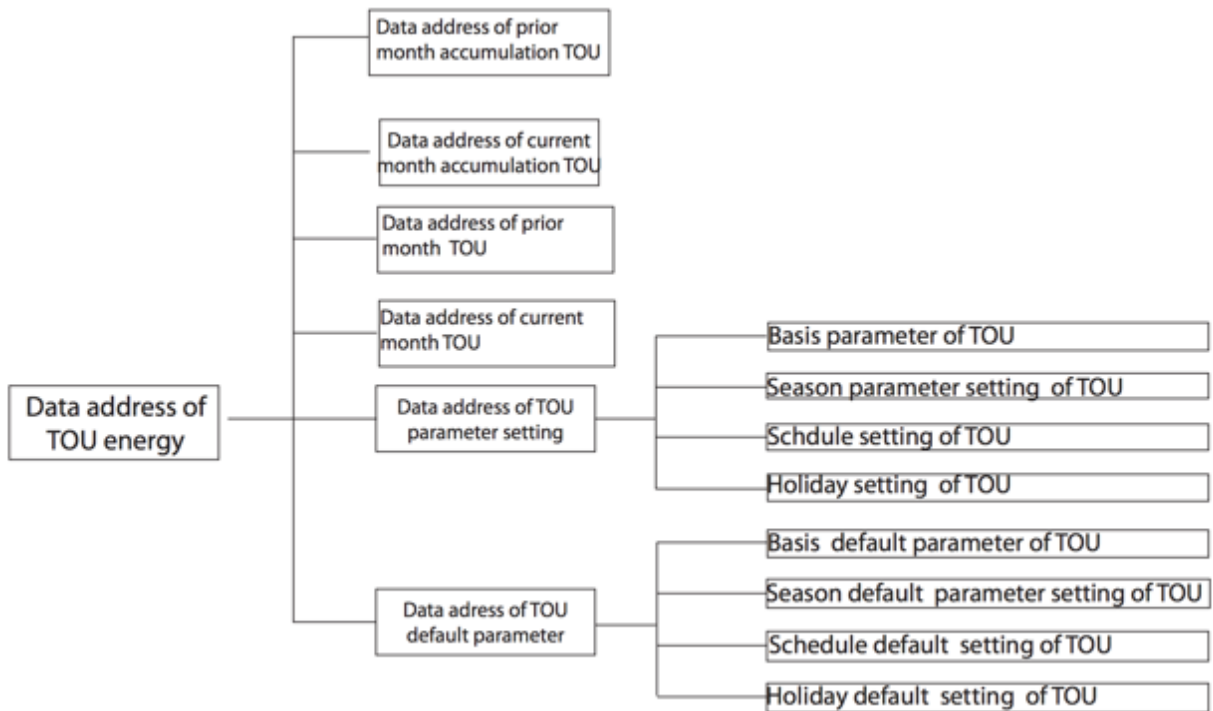 Data address of prior
month accumulation TOU
Data address of current
month accumulation TOU
Data address of prior
month TOU
Data address of current
month TOU
Data address of
TOU energy
Data address of TOU
parameter setting
Basis parameter of TOU
Season parameter setting of TOU
Schdule setting of TOU
Holiday setting of TOU
Data adress of TOU
default parameter
Basis default parameter of TOU
Season default parameter setting of TOU
Schedule default setting of TOU
Holiday default setting of TOU